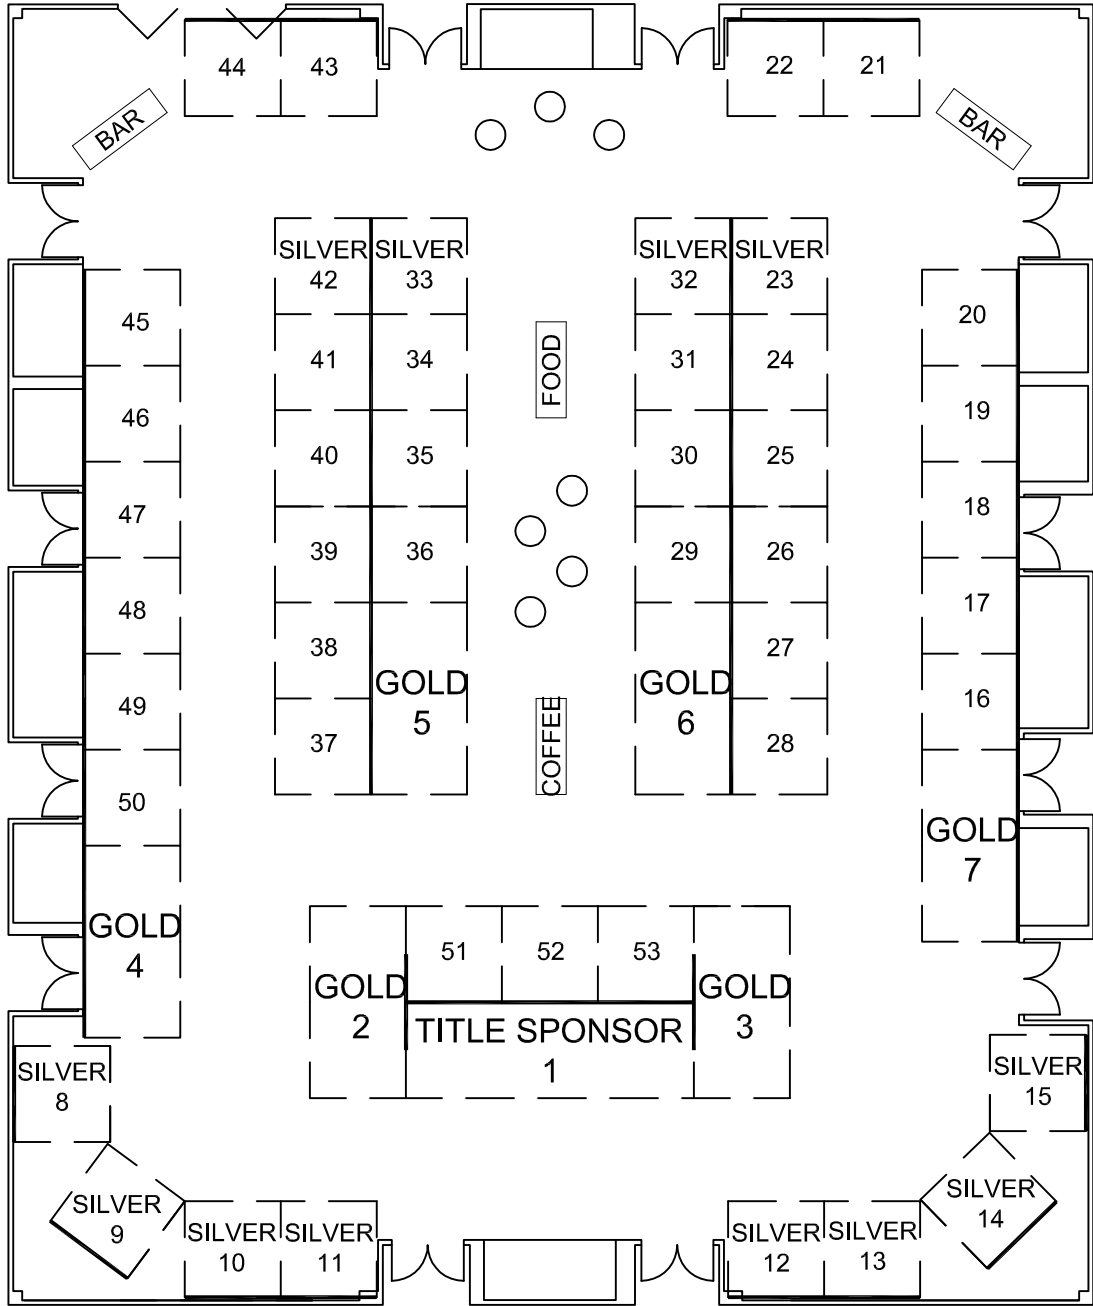 44 43 22 21
BAR BAR
SILVER SILVER SILVER SILVER
42 33 32 23
45 20
41 34 FOOD 31 24
46 19
40 35 30 25
47 18
39 36 29 26
48 17
38 27
GOLD GOLD
5 6
49 16
37 COFFEE 28
50
GOLD
7
GOLD
4
51 52 53
GOLD GOLD
2 3
TITLE SPONSOR
1
SILVER SILVER
8 15
SILVER SILVER
9 14
SILVER SILVER SILVER SILVER
10 11 12 13